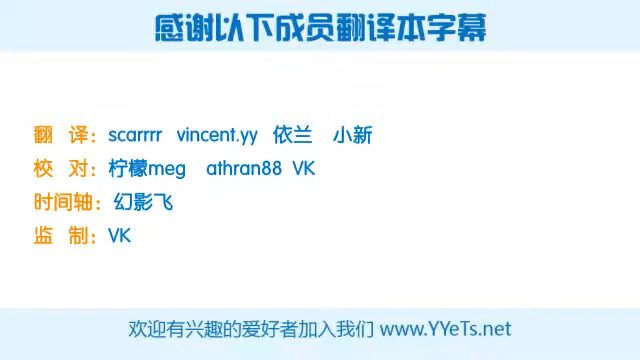 感谢以下成员翻译本字幕
翻 译：scarrrr vincent.yy 依兰 小新
校 对：柠檬meg athran88 VK
时间轴：幻影飞
监 制：VK
欢迎有兴趣的爱好者加入我们 www.YYeTs.net